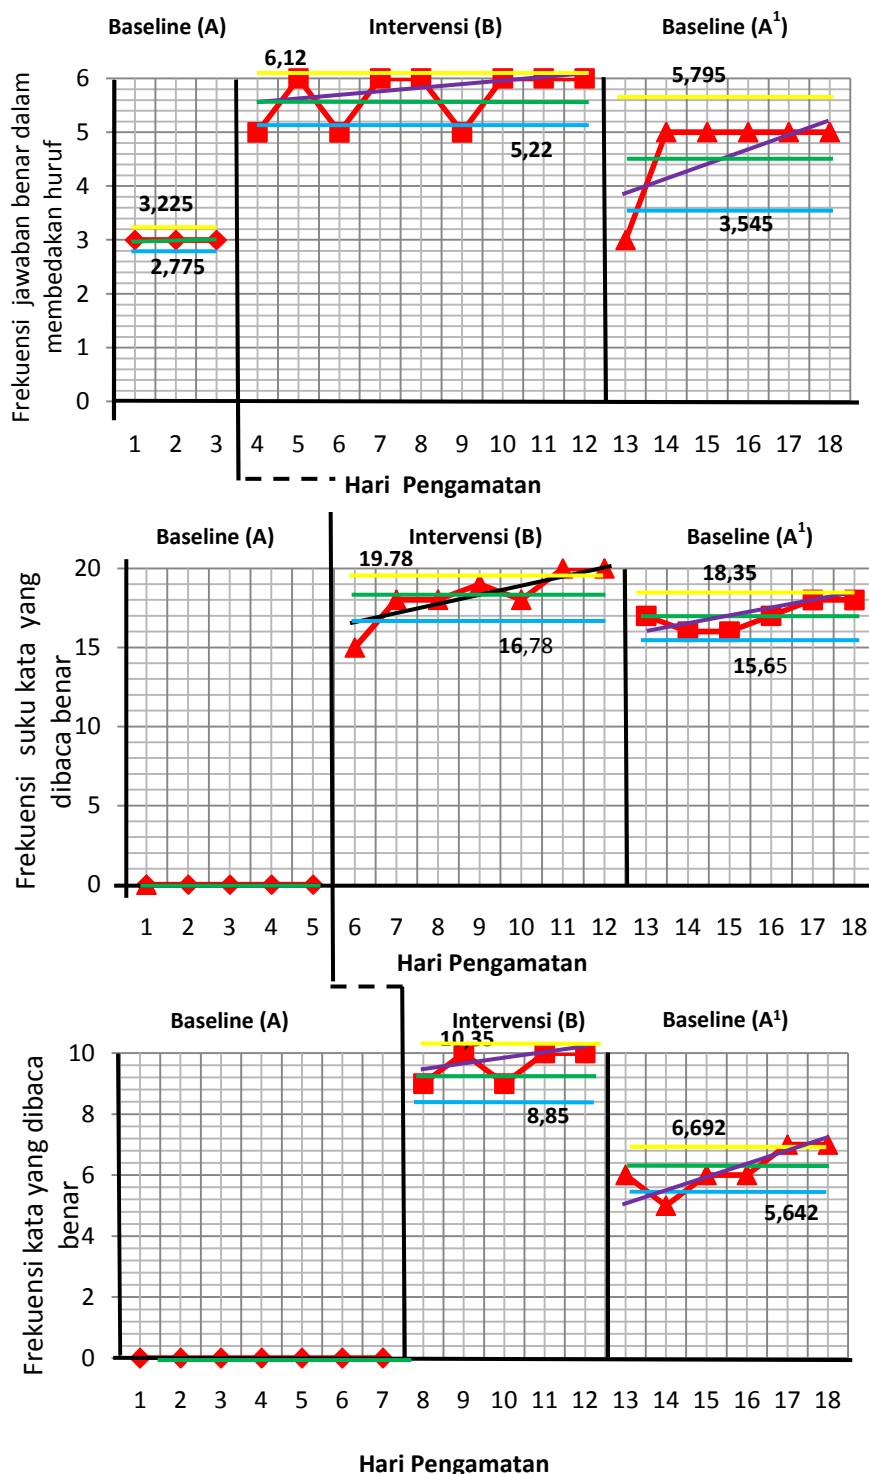 Baseline (A) Intervensi (B) Baseline (A¹)
Frekuensi jawaban benar dalam
membedakan huruf
6,12
5,795
6
5
5,22
4
3,225
3,545
3
2,775
2
1
0
1 2 3 4 5 6 7 8 9 10 11 12 13 14 15 16 17 18
Hari Pengamatan
Baseline (A) Intervensi (B) Baseline (A¹)
Frekuensi suku kata yang
dibaca benar
19.78
18,35
20
16,78
15,65
15
10
5
0
1 2 3 4 5 6 7 8 9 10 11 12 13 14 15 16 17 18
Hari Pengamatan
Baseline (A) Intervensi (B) Baseline (A¹)
Frekuensi kata yang dibaca
benar
10,35
10
8,85
8
6,692
6
5,642
4
2
0
1 2 3 4 5 6 7 8 9 10 11 12 13 14 15 16 17 18
Hari Pengamatan